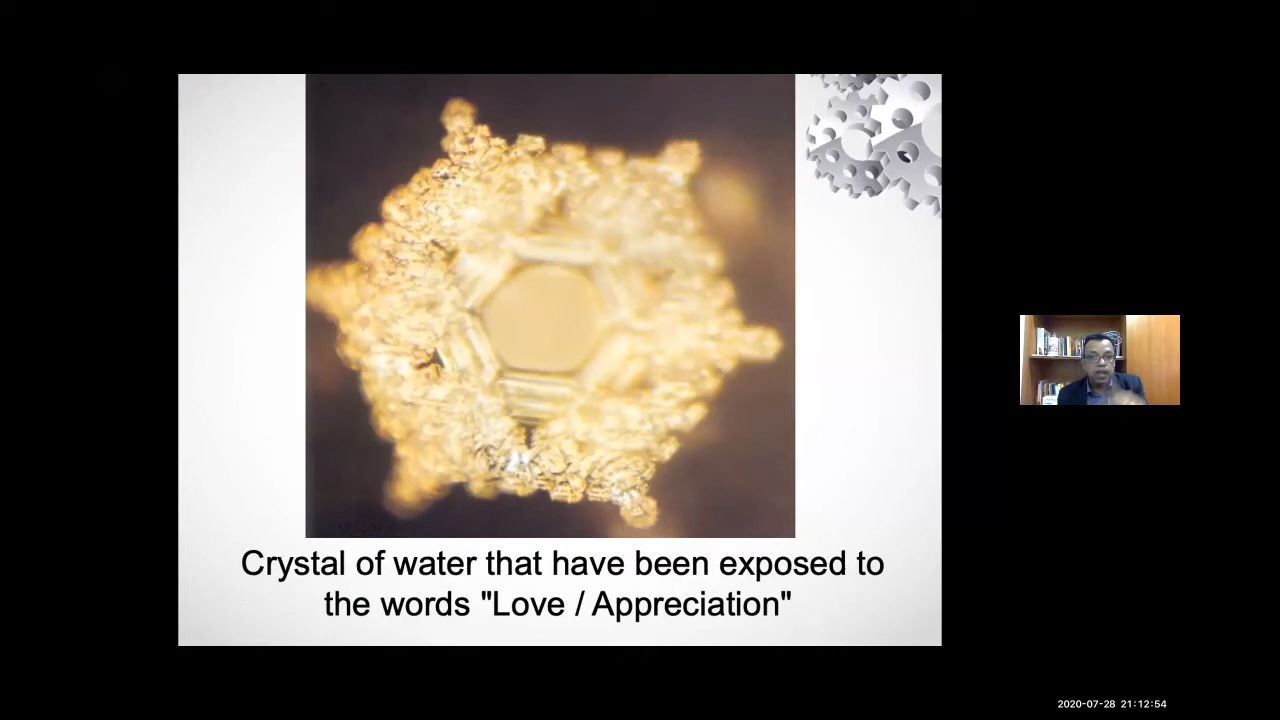 Crystal of water that have been exposed to
the words "Love / Appreciation"
2020-07-28 21:12:54